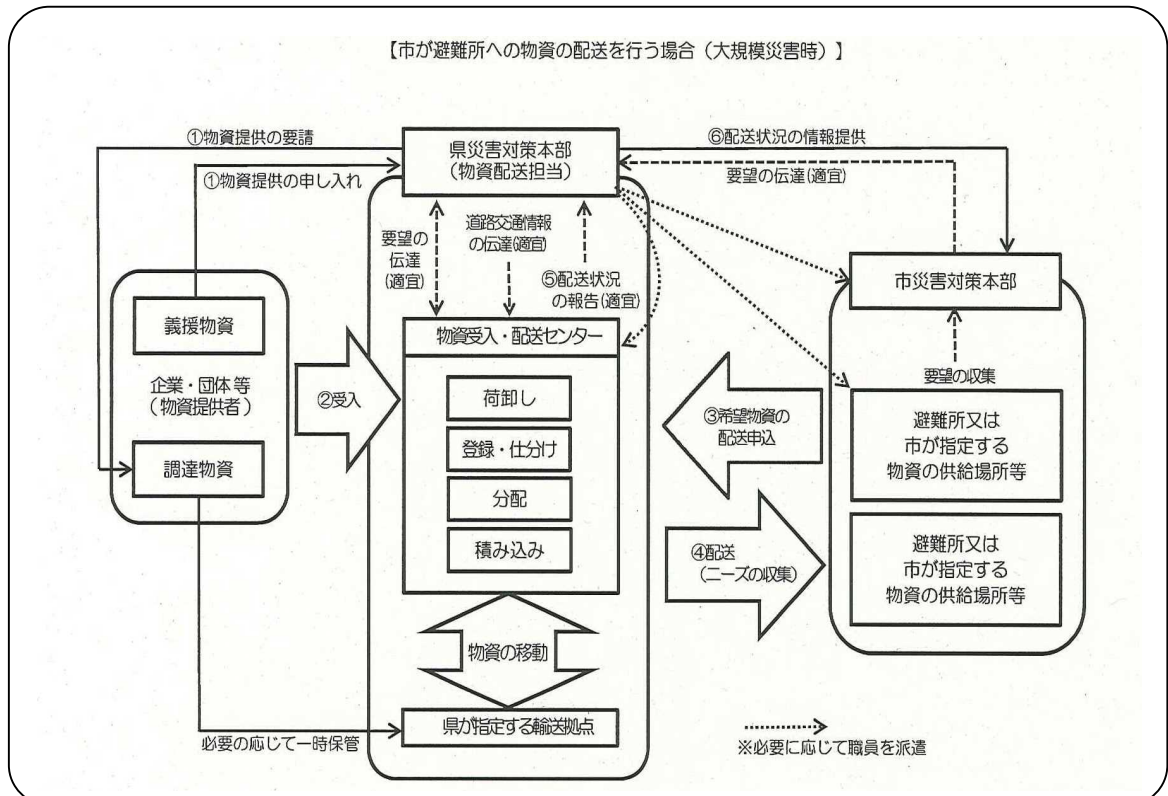 【市が避難所への物資の配送を行う場合（大規模災害時）】
①物資提供の要請
①物資提供の申し入れ
県災害対策本部
(物資配送担当)
⑥配送状況の情報提供
要望の伝達(適宜)
要望の
伝達
(適宜)
道路交通情報
の伝達(適宜)
⑤配送状況
の報告(適宜)
市災害対策本部
義援物資
企業・団体等
(物資提供者)
調達物資
②受入
物資受入・配送センター
荷卸し
登録・仕分け
分配
積み込み
③希望物資の
配送申込
④配送
(ニーズの収集)
要望の収集
避難所又は
市が指定する
物資の供給場所等
避難所又は
市が指定する
物資の供給場所等
物資の移動
県が指定する輸送拠点
必要の応じて一時保管
※必要に応じて職員を派遣